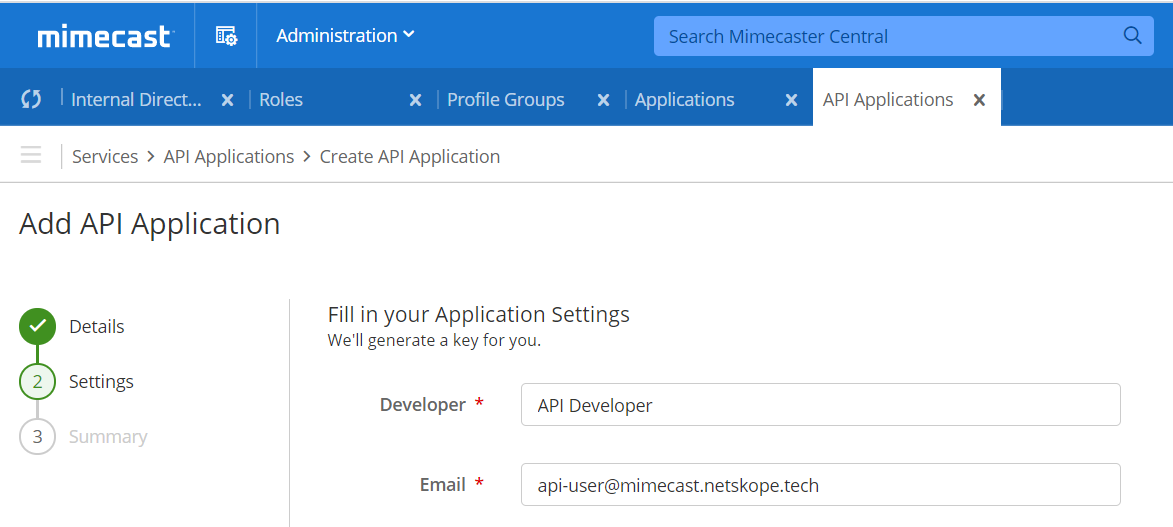 mimecast Administration Search Mimecaster Central
Internal Direct... Roles Profile Groups Applications API Applications
Services > API Applications > Create API Application
Add API Application
Fill in your Application Settings
Details
We'll generate a key for you.
2 Settings
Developer * API Developer
3 Summary
Email * api-user@mimecast.netskope.tech